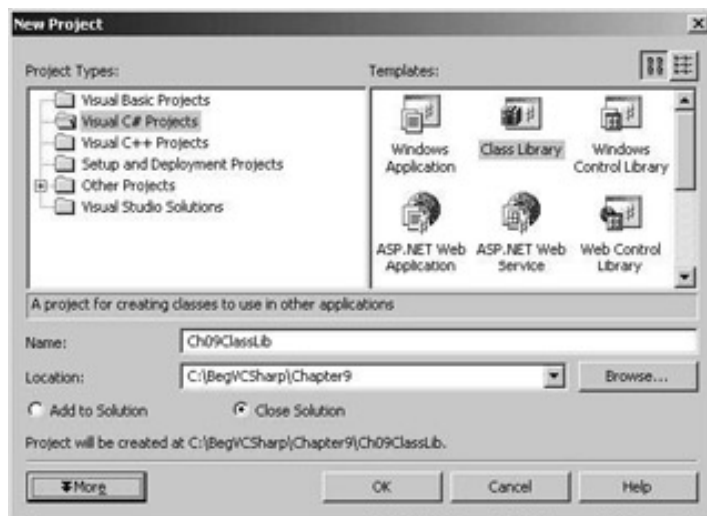 New Project
Project Types:
Templates:
Visual Basic Projects
Visual C# Projects
Visual C++ Projects
Setup and Deployment Projects
Other Projects
Visual Studio Solutions
Windows Application
Class Library
Windows Control Library
ASP.NET Web Application
ASP.NET Web Service
Web Control Library
A project for creating classes to use in other applications
Name:
Ch09ClassLib
Location:
C:\BegVCSharp\Chapter9
Browse...
Add to Solution
Close Solution
Project will be created at C:\BegVCSharp\Chapter9\Ch09ClassLib.
More
OK
Cancel
Help